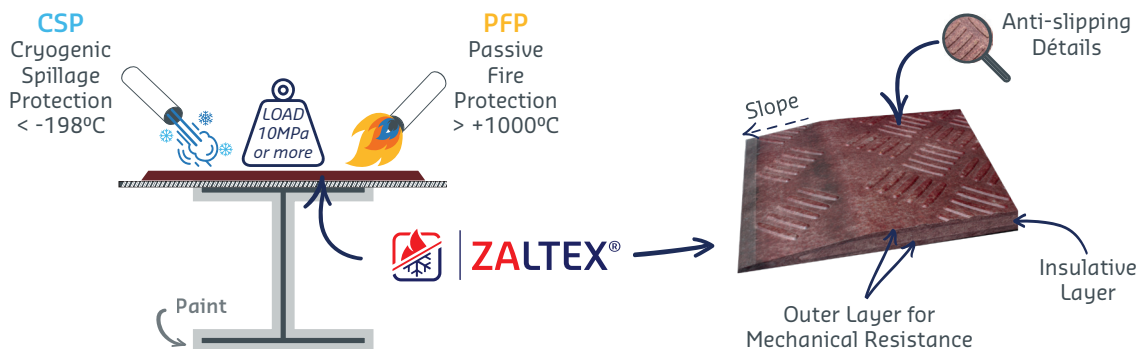 CSP
Cryogenic
Spillage
Protection
< -198ºC
LOAD
10MPa
or more
PFP
Passive
Fire
Protection
> +1000ºC
Paint
ZALTEX®
Slope
Anti-slipping
Détails
Insulative
Layer
Outer Layer for
Mechanical Resistance